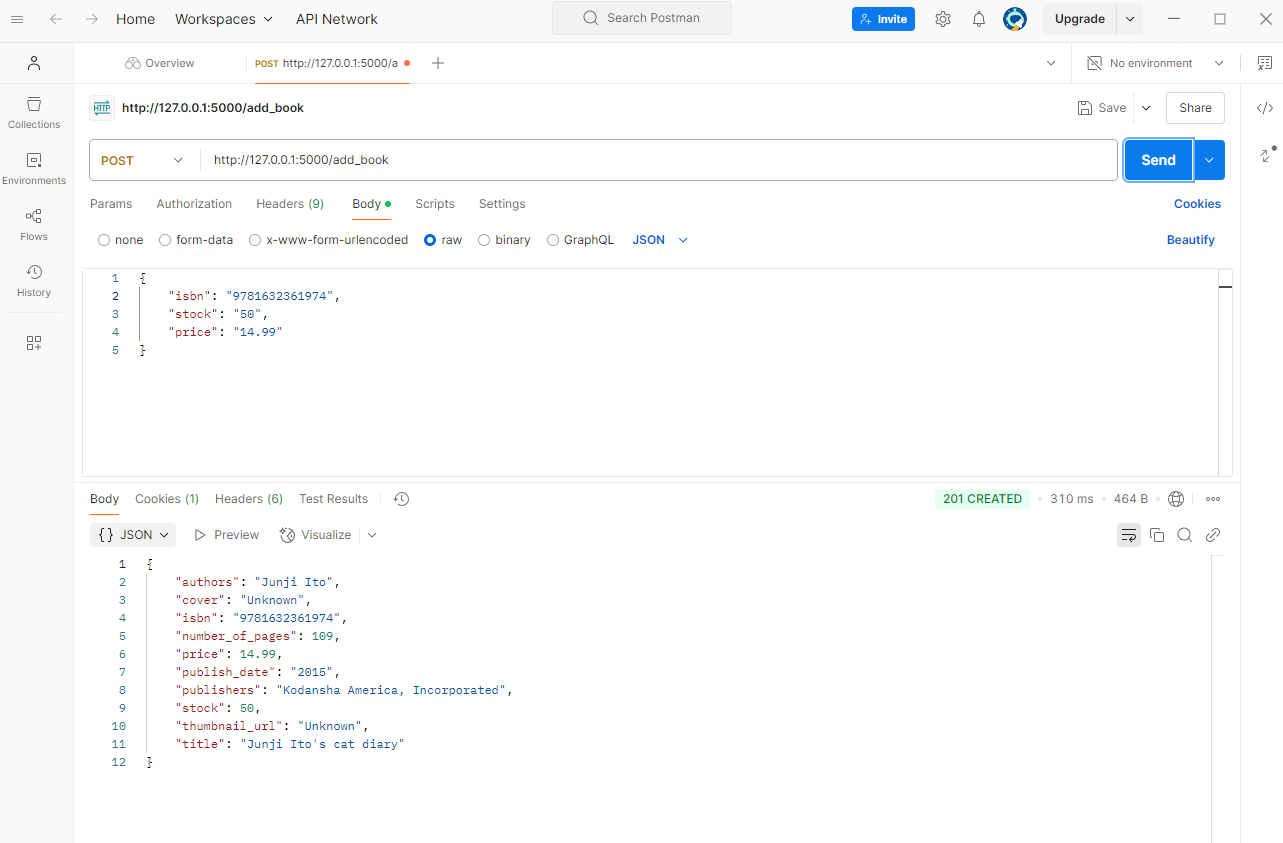 Home Workspaces API Network Search Postman Invite Upgrade
Overview POST http://127.0.0.1:5000/a No environment
HTTP http://127.0.0.1:5000/add_book Save Share
Collections
Environments
Flows
History
POST http://127.0.0.1:5000/add_book Send
Params Authorization Headers (9) Body Scripts Settings Cookies
none form-data x-www-form-urlencoded raw binary GraphQL JSON Beautify
1 {
2 "isbn": "9781632361974",
3 "stock": "50",
4 "price": "14.99"
5 }
Body Cookies (1) Headers (6) Test Results 201 CREATED 310 ms 464 B
{} JSON Preview Visualize
1 {
2 "authors": "Junji Ito",
3 "cover": "Unknown",
4 "isbn": "9781632361974",
5 "number_of_pages": 109,
6 "price": 14.99,
7 "publish_date": "2015",
8 "publishers": "Kodansha America, Incorporated",
9 "stock": 50,
10 "thumbnail_url": "Unknown",
11 "title": "Junji Ito's cat diary"
12 }